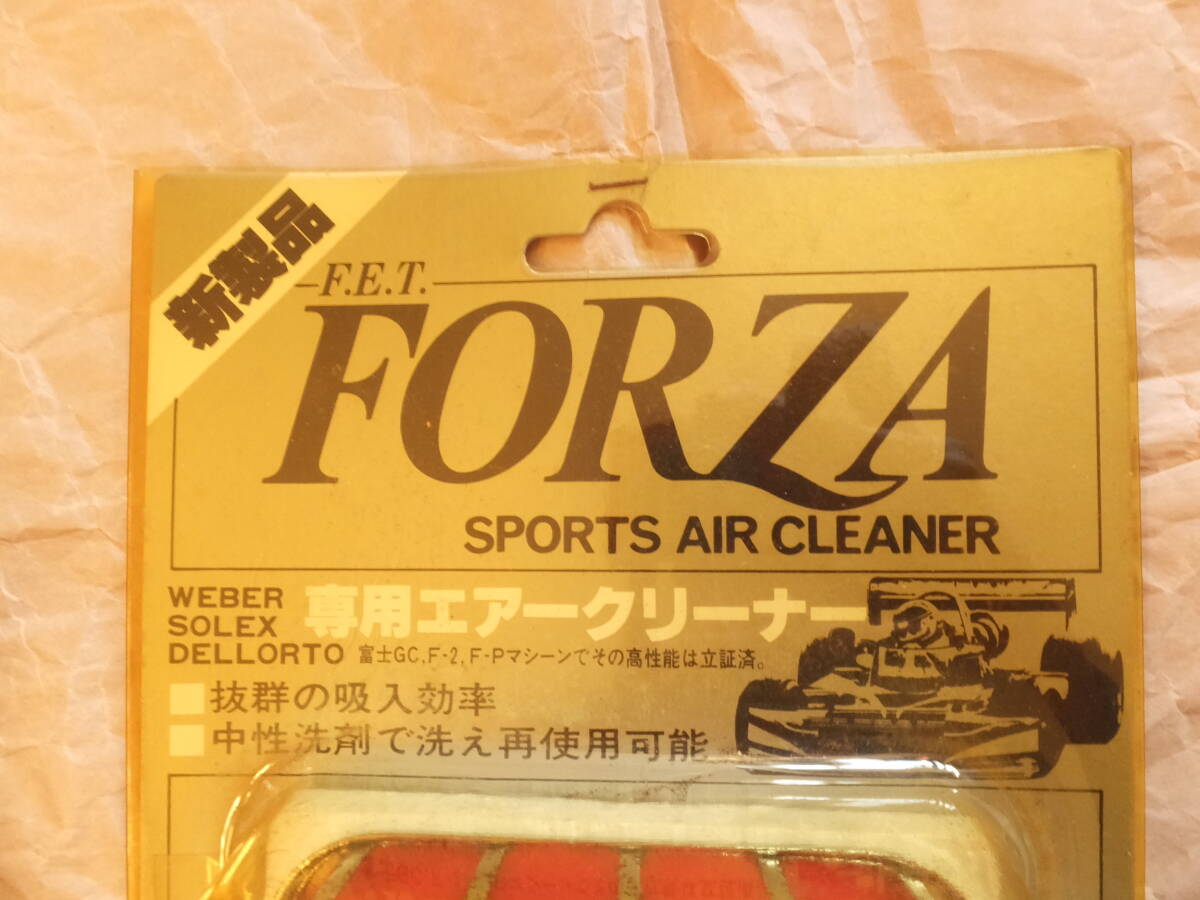 新製品
F.E.T.
FORZA
SPORTS AIR CLEANER
WEBER
SOLEX
DELLORTO
専用エアークリーナー
富士GC,F-2,F-Pマシーンでその高性能は立証済。
■抜群の吸入効率
■中性洗剤で洗え再使用可能